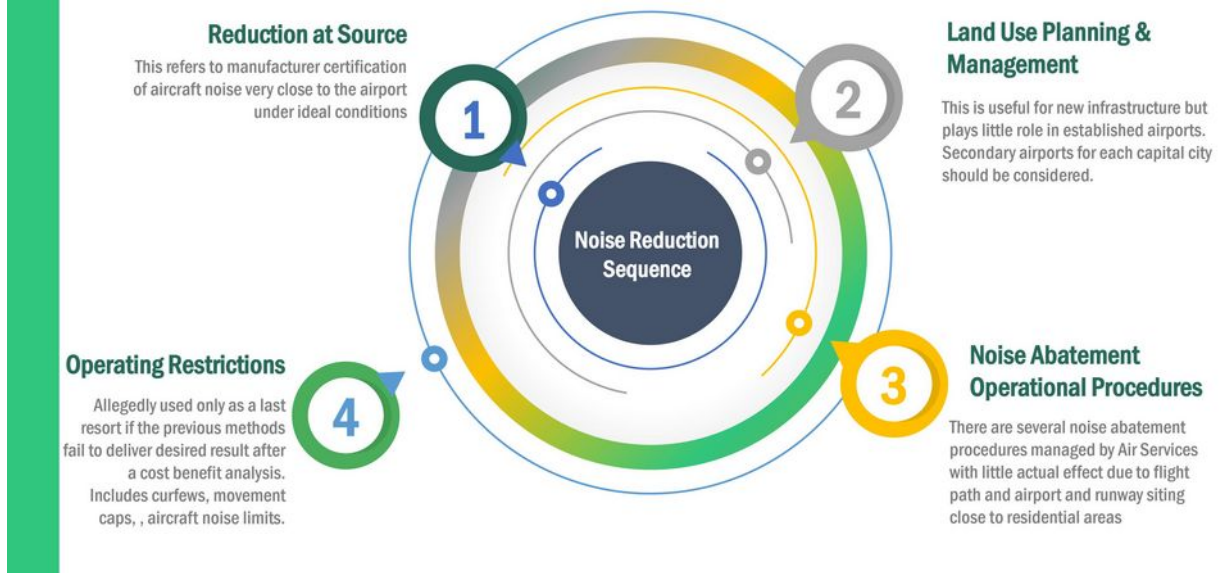 Reduction at Source
This refers to manufacturer certification
of aircraft noise very close to the airport
under ideal conditions
1
2
Land Use Planning &
Management
This is useful for new infrastructure but
plays little role in established airports.
Secondary airports for each capital city
should be considered.
Noise Reduction
Sequence
3
Noise Abatement
Operational Procedures
There are several noise abatement
procedures managed by Air Services
with little actual effect due to flight
path and airport and runway siting
close to residential areas
Operating Restrictions
Allegedly used only as a last
resort if the previous methods
fail to deliver desired result after
a cost benefit analysis.
Includes curfews, movement
caps, , aircraft noise limits.
4